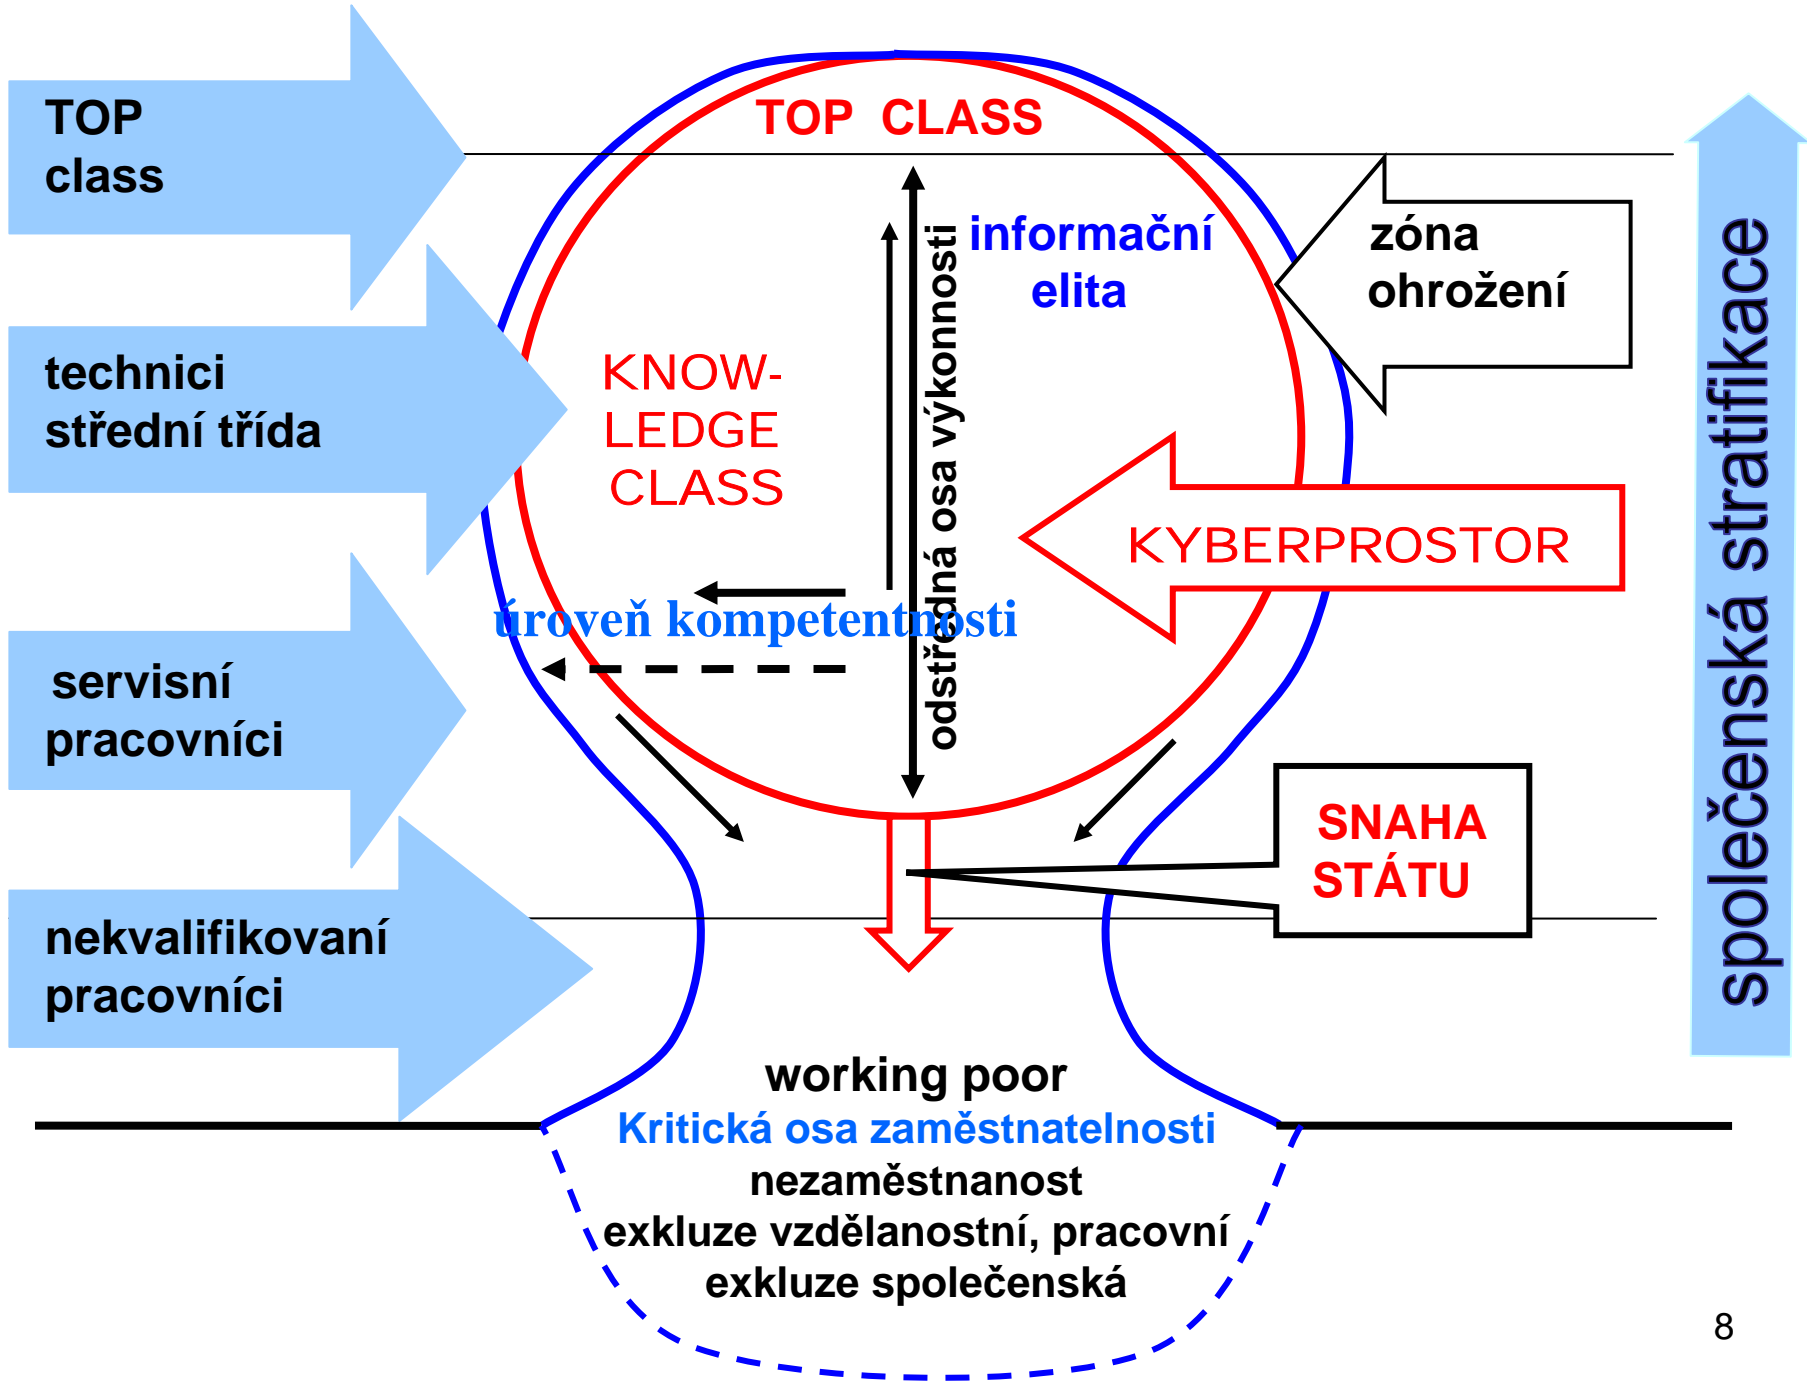 TOP
class
TOP CLASS
informační
elita
zóna
ohrožení
technici
střední třída
KNOW-
LEDGE
CLASS
odstředná osa výkonnosti
KYBERPROSTOR
úroveň kompetentnosti
servisní
pracovníci
SNAHA
STÁTU
nekvalifikovaní
pracovníci
společenská stratifikace
working poor
Kritická osa zaměstnatelnosti
nezaměstnanost
exkluze vzdělanostní, pracovní
exkluze společenská
8